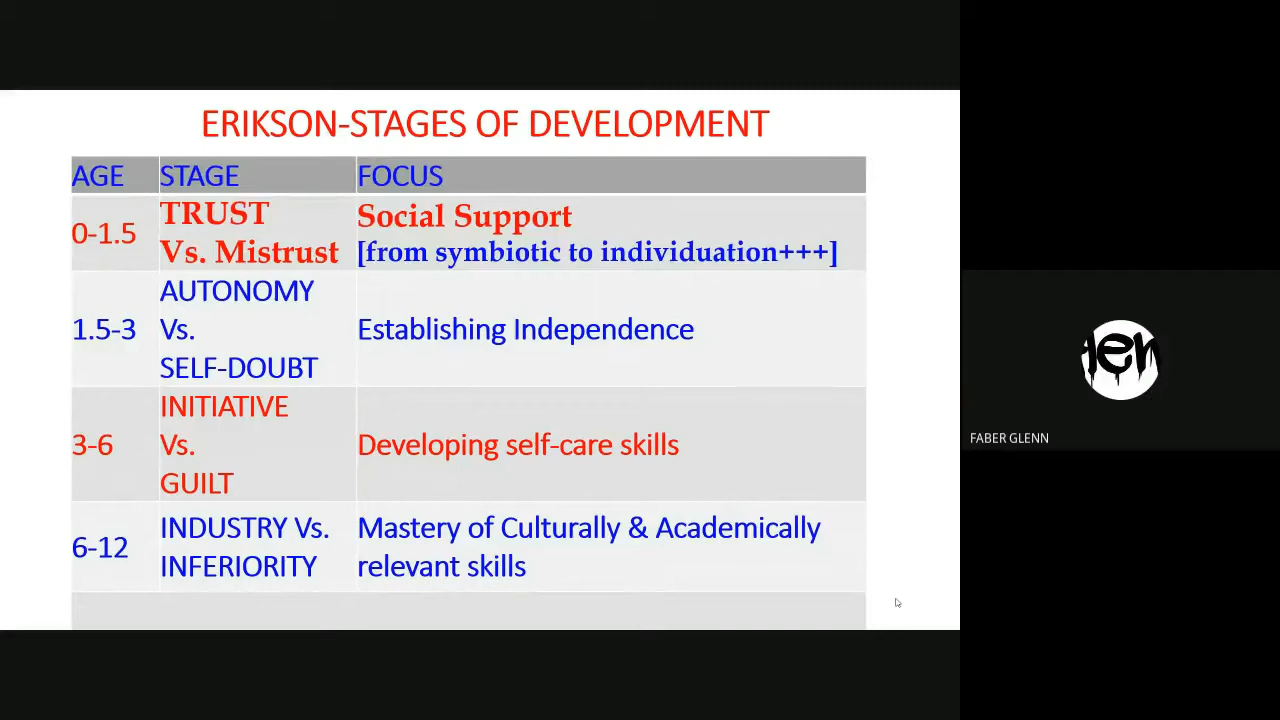 ERIKSON-STAGES OF DEVELOPMENT
AGE STAGE FOCUS
0-1.5
TRUST
Vs. Mistrust
Social Support
[from symbiotic to individuation+++]
1.5-3
AUTONOMY
Vs.
SELF-DOUBT
Establishing Independence
3-6
INITIATIVE
Vs.
GUILT
Developing self-care skills
6-12
INDUSTRY Vs.
INFERIORITY
Mastery of Culturally & Academically
relevant skills
FABER GLENN